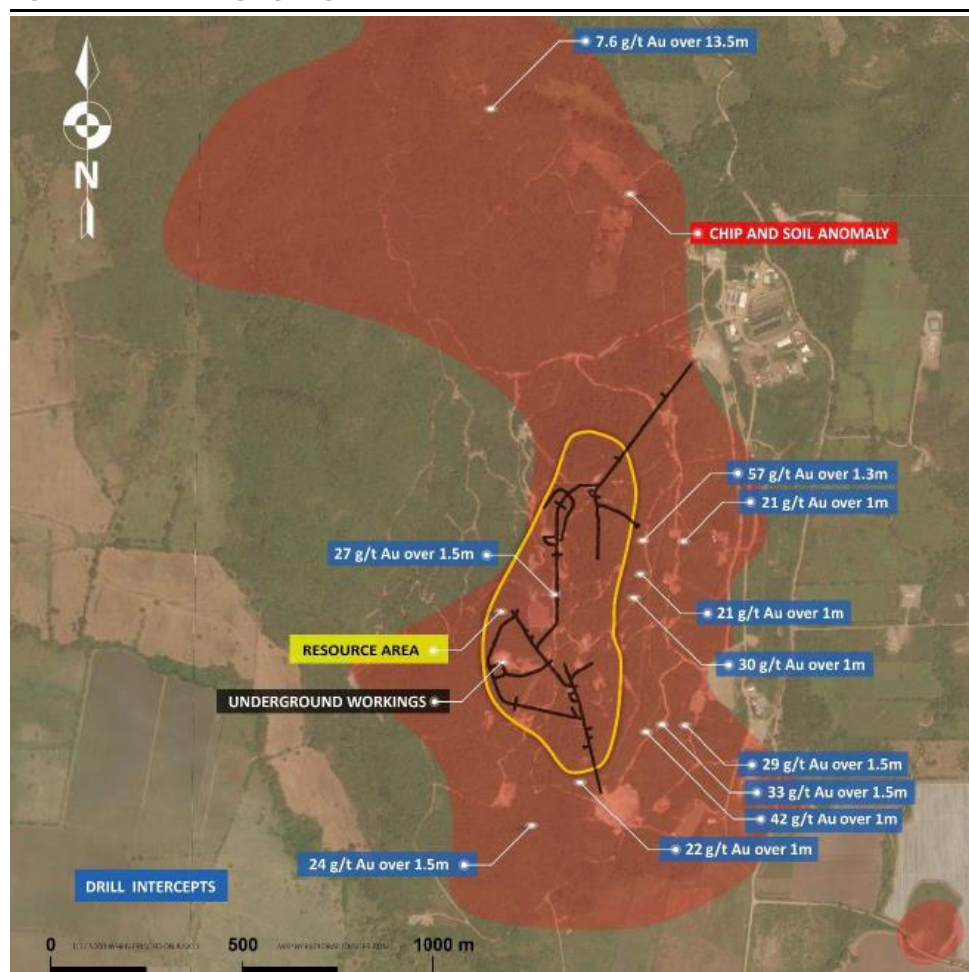 7.6 g/t Au over 13.5m
N
CHIP AND SOIL ANOMALY
57 g/t Au over 1.3m
21 g/t Au over 1m
27 g/t Au over 1.5m
21 g/t Au over 1m
RESOURCE AREA
30 g/t Au over 1m
UNDERGROUND WORKINGS
29 g/t Au over 1.5m
33 g/t Au over 1.5m
42 g/t Au over 1m
22 g/t Au over 1m
24 g/t Au over 1.5m
DRILL INTERCEPTS
0
500
1000 m